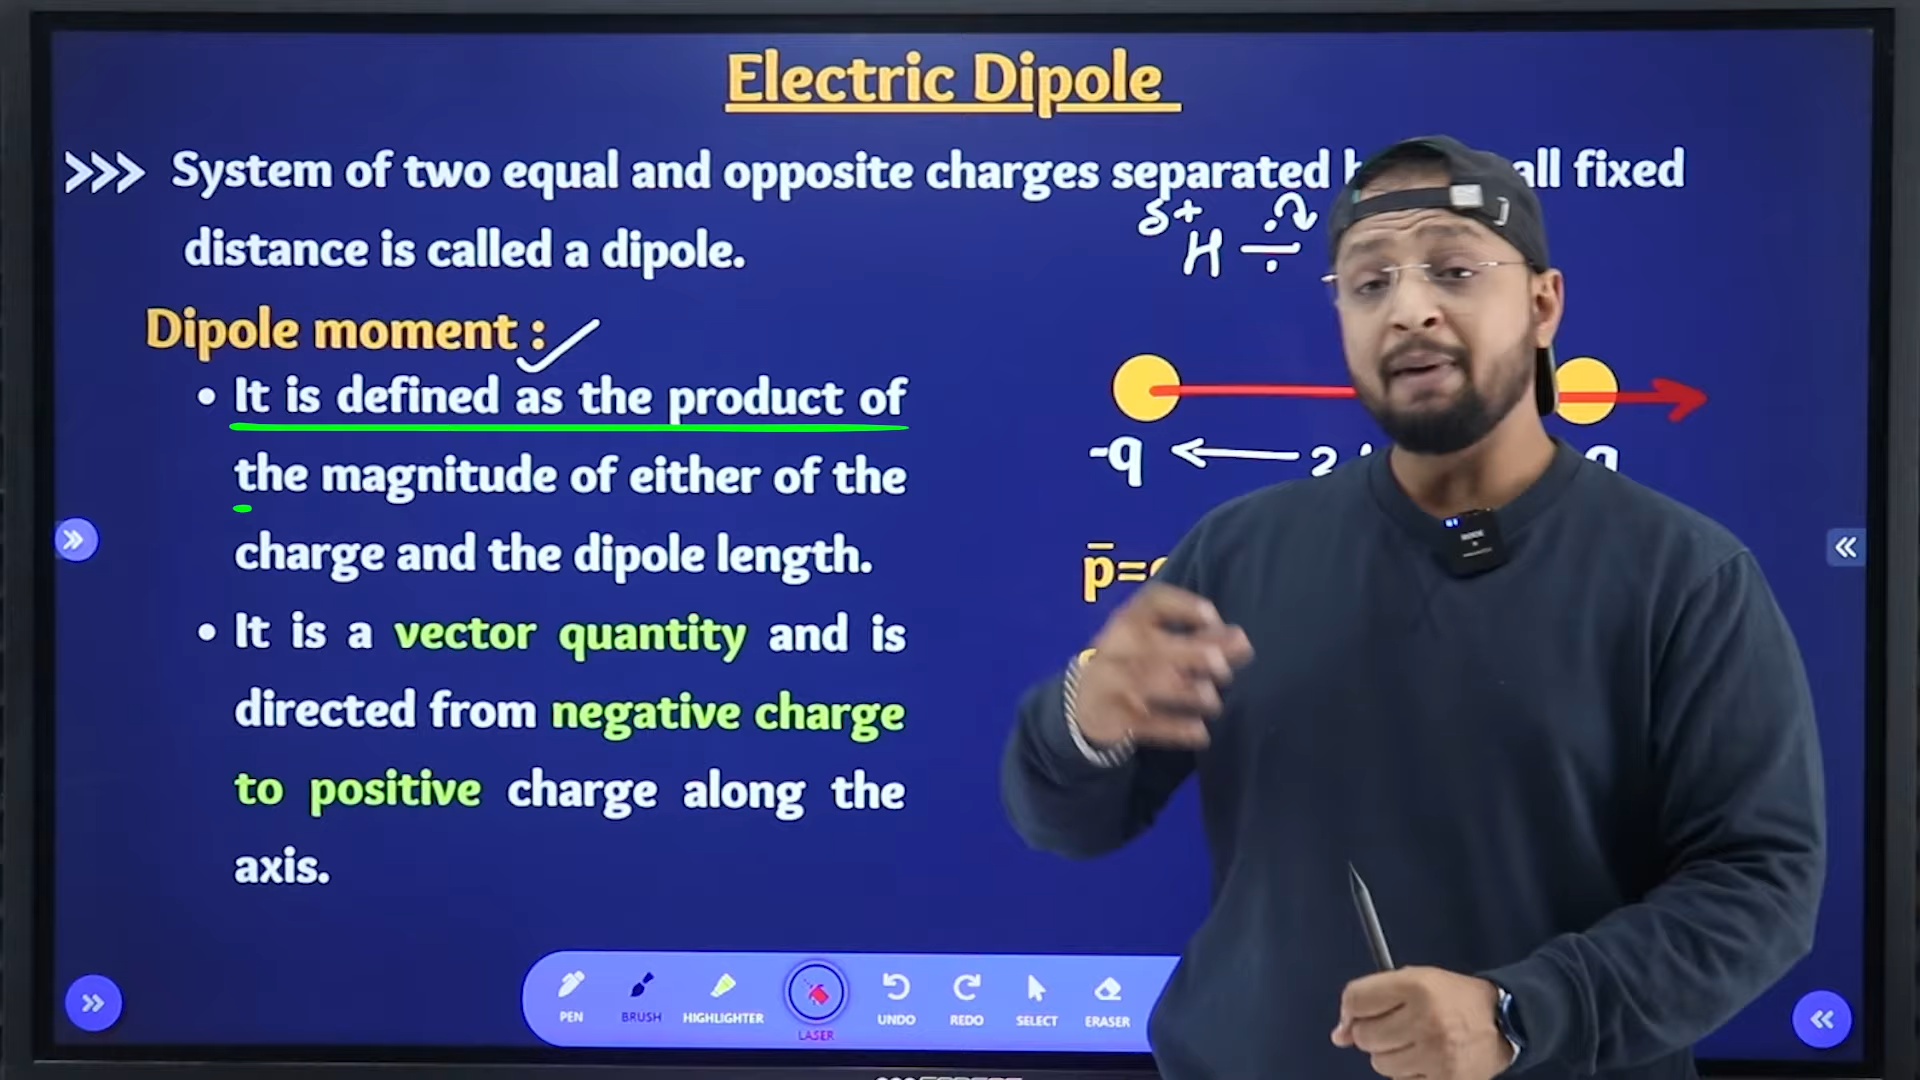 Electric Dipole
>>> System of two equal and opposite charges separated all fixed
distance is called a dipole.
δ+
H
Dipole moment :
• It is defined as the product of
the magnitude of either of the
charge and the dipole length.
-q 2 q
p̄=
• It is a vector quantity and is
directed from negative charge
to positive charge along the
axis.
PEN BRUSH HIGHLIGHTER LASER UNDO REDO SELECT ERASER